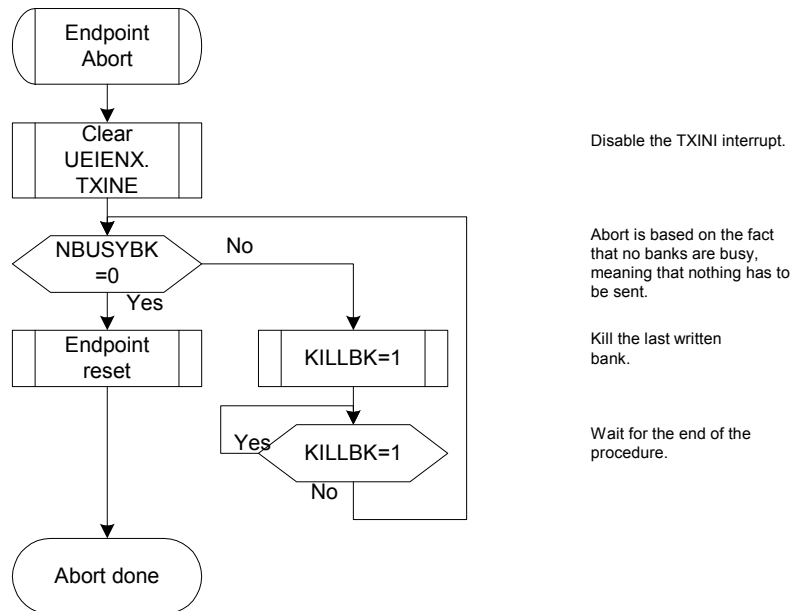 Endpoint
Abort
Clear
UEIENX.
TXINE
Disable the TXINI interrupt.
NBUSYBK
=0
No
Yes
Abort is based on the fact
that no banks are busy,
meaning that nothing has to
be sent.
Endpoint
reset
KILLBK=1
Kill the last written
bank.
Yes
KILLBK=1
No
Wait for the end of the
procedure.
Abort done